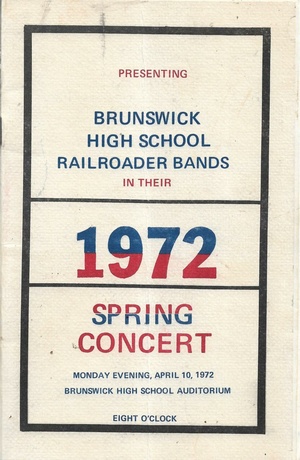 PRESENTING
BRUNSWICK
HIGH SCHOOL
RAILROADER BANDS
IN THEIR
1972
SPRING
CONCERT
MONDAY EVENING, APRIL 10, 1972
BRUNSWICK HIGH SCHOOL AUDITORIUM
EIGHT O'CLOCK